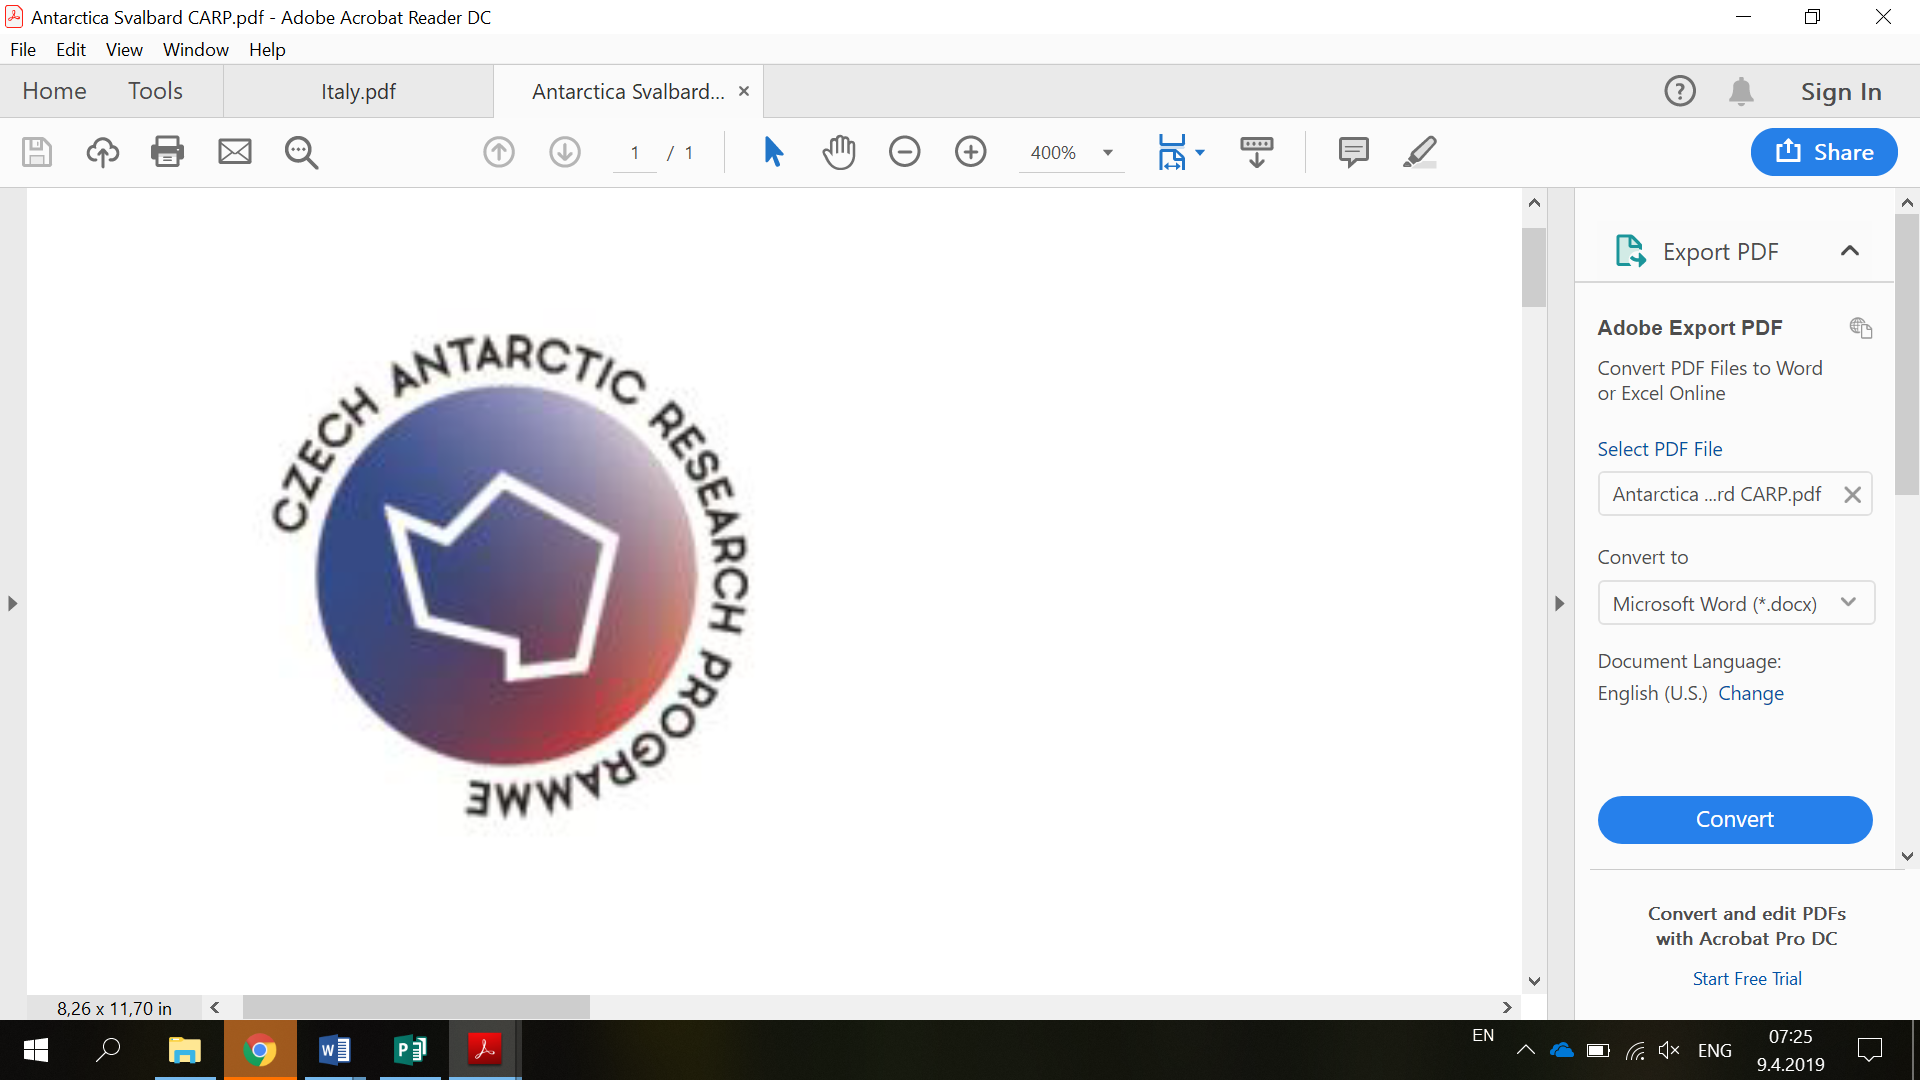 Antarctica Svalbard CARP.pdf - Adobe Acrobat Reader DC
File Edit View Window Help
Home Tools Italy.pdf Antarctica Svalbard... × Sign In
1 / 1 400% Share
CZECH ANTARCTIC RESEARCH PROGRAMME
Export PDF
Adobe Export PDF
Convert PDF Files to Word
or Excel Online
Select PDF File
Antarctica ...rd CARP.pdf
Convert to
Microsoft Word (*.docx)
Document Language:
English (U.S.) Change
Convert
Convert and edit PDFs
with Acrobat Pro DC
Start Free Trial
8,26 x 11,70 in
EN
ENG
07:25
9.4.2019